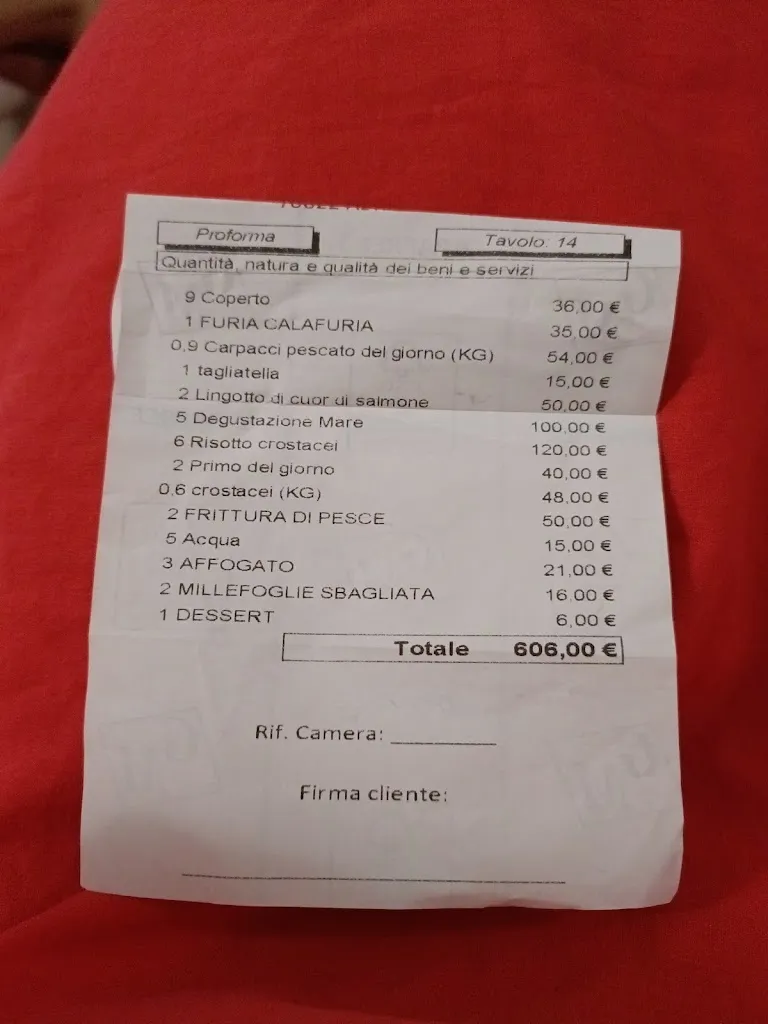 Proforma Tavolo: 14
Quantità, natura e qualità dei beni e servizi
9 Coperto 36,00 €
1 FURIA CALAFURIA 35,00 €
0,9 Carpacci pescato del giorno (KG) 54,00 €
1 tagliatella 15,00 €
2 Lingotto di cuor di salmone 50,00 €
5 Degustazione Mare 100,00 €
6 Risotto crostacei 120,00 €
2 Primo del giorno 40,00 €
0,6 crostacei (KG) 48,00 €
2 FRITTURA DI PESCE 50,00 €
5 Acqua 15,00 €
3 AFFOGATO 21,00 €
2 MILLEFOGLIE SBAGLIATA 16,00 €
1 DESSERT 6,00 €
Totale 606,00 €
Rif. Camera: __________
Firma cliente: